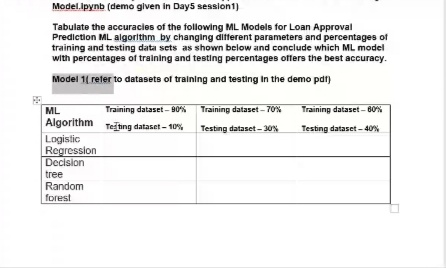 Model.ipynb (demo given in Day5 session1)
Tabulate the accuracies of the following ML Models for Loan Approval
Prediction ML algorithm by changing different parameters and percentages of
training and testing data sets as shown below and conclude which ML model
with percentages of training and testing percentages offers the best accuracy.
Model 1( refer to datasets of training and testing in the demo pdf)
ML Algorithm
Training dataset – 90%
Testing dataset – 10%
Training dataset – 70%
Testing dataset – 30%
Training dataset – 60%
Testing dataset – 40%
Logistic
Regression
Decision
tree
Random
forest